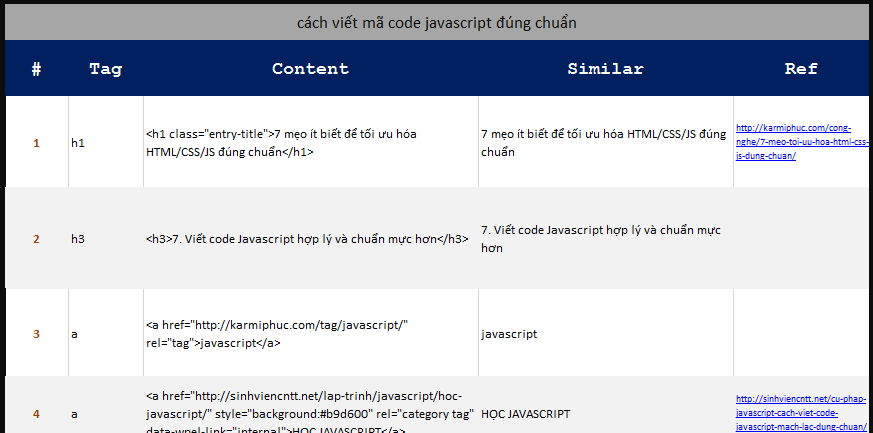 cách viết mã code javascript đúng chuẩn
# Tag Content Similar Ref
1 h1 <h1 class="entry-title">7 mẹo ít biết để tối ưu hóa HTML/CSS/JS đúng chuẩn</h1> 7 mẹo ít biết để tối ưu hóa HTML/CSS/JS đúng chuẩn http://karmiphuc.com/cong-nghe/7-meo-toi-uu-hoa-html-css-js-dung-chuan/
2 h3 <h3>7. Viết code Javascript hợp lý và chuẩn mực hơn</h3> 7. Viết code Javascript hợp lý và chuẩn mực hơn
3 a <a href="http://karmiphuc.com/tag/javascript/" rel="tag">javascript</a> javascript
4 a <a href="http://sinhviencntt.net/lap-trinh/javascript/hoc-javascript/" style="background:#b9d600" rel="category tag" data-wpel-link="internal">HỌC JAVASCRIPT</a> HỌC JAVASCRIPT http://sinhviencntt.net/cu-phap-javascript-cach-viet-code-javascript-mach-lac-dung-chuan/